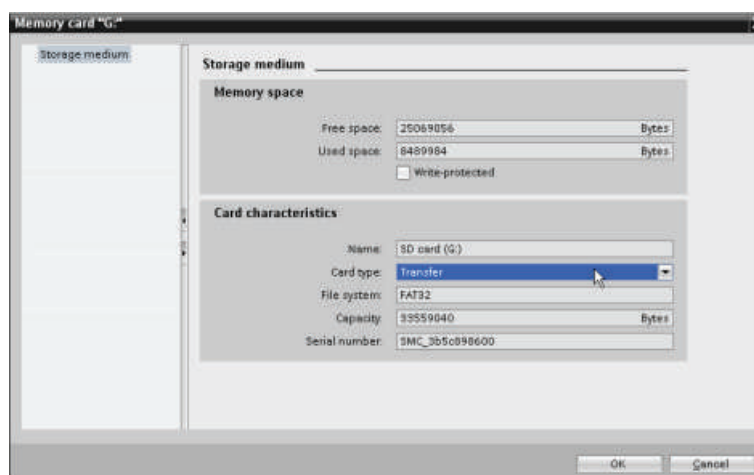 Memory card "G:"
Storage medium
Storage medium
Memory space
Free space: 25069056 Bytes
Used space: 8489984 Bytes
Write-protected
Card characteristics
Name: SD card (G:)
Card type: Transfer
File system: FAT32
Capacity: 33559040 Bytes
Serial number: SMC_3b5c898600
OK Cancel